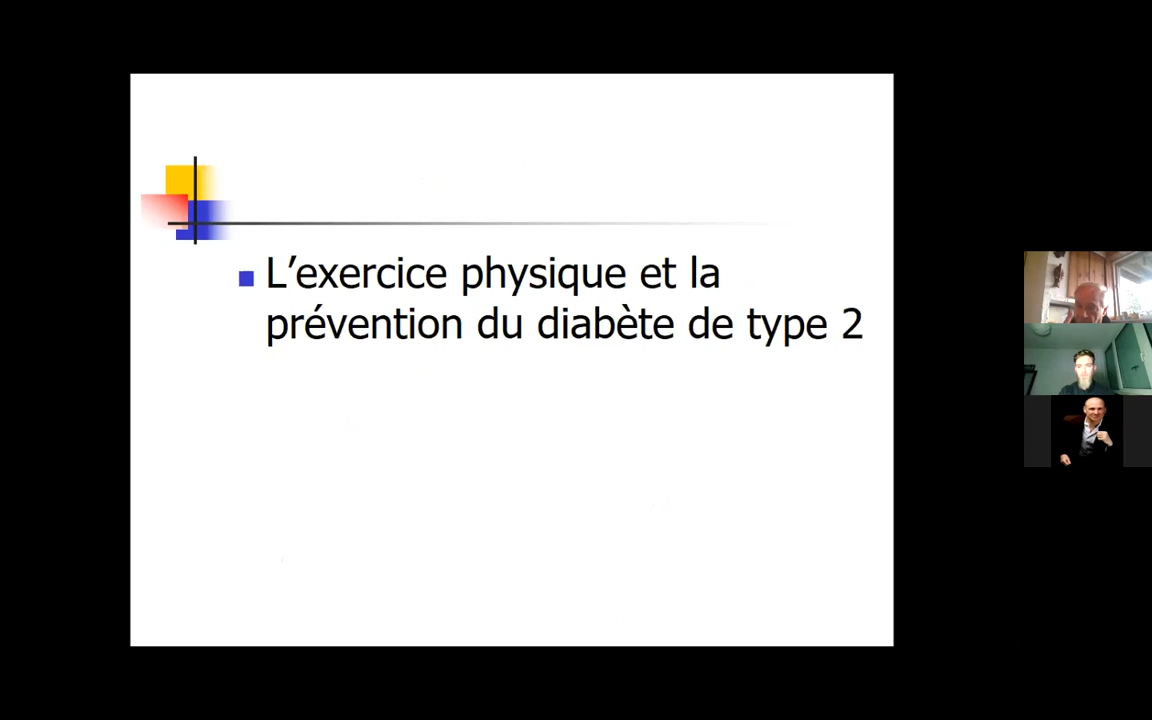 L’exercice physique et la
prévention du diabète de type 2